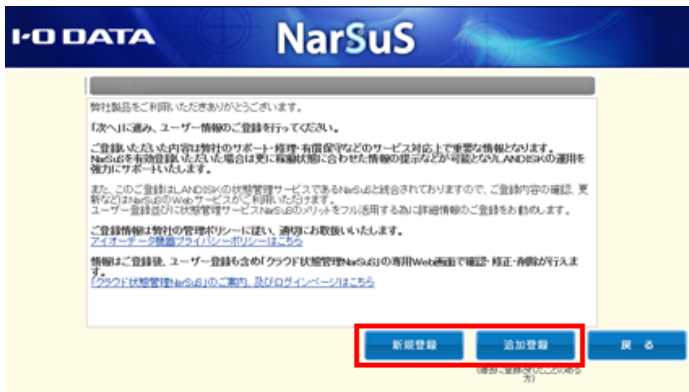 I-O DATA
NarSuS
弊社製品をご利用いただきありがとうございます。
「次へ」に進み、ユーザー情報のご登録を行ってください。
ご登録いただいた内容は弊社のサポート・修理・有償保守などのサービス対応上で重要な情報となります。
NarSuSを有効登録いただいた場合は更に稼働状態に合わせた情報の提示などが可能となりLANDISKの運用を
強力にサポートいたします。
また、このご登録はLANDISKの状態管理サービスであるNarSuSと統合されておりますので、ご登録内容の確認、更
新などはNarSuSのWebサービスがご利用いただけます。
ユーザー登録並びに状態管理サービスNarSuSのメリットをフル活用する為に詳細情報のご登録をお勧めします。
ご登録情報は弊社の管理ポリシーに従い、適切にお取扱いいたします。
アイオーデータ機器プライバシーポリシーはこちら
情報はご登録後、ユーザー登録も含め「クラウド状態管理NarSuS」の専用Web画面で確認・修正・削除が行えま
す。
「クラウド状態管理NarSuS」のご案内、及びログインページはこちら
新規登録
追加登録
戻る
方)